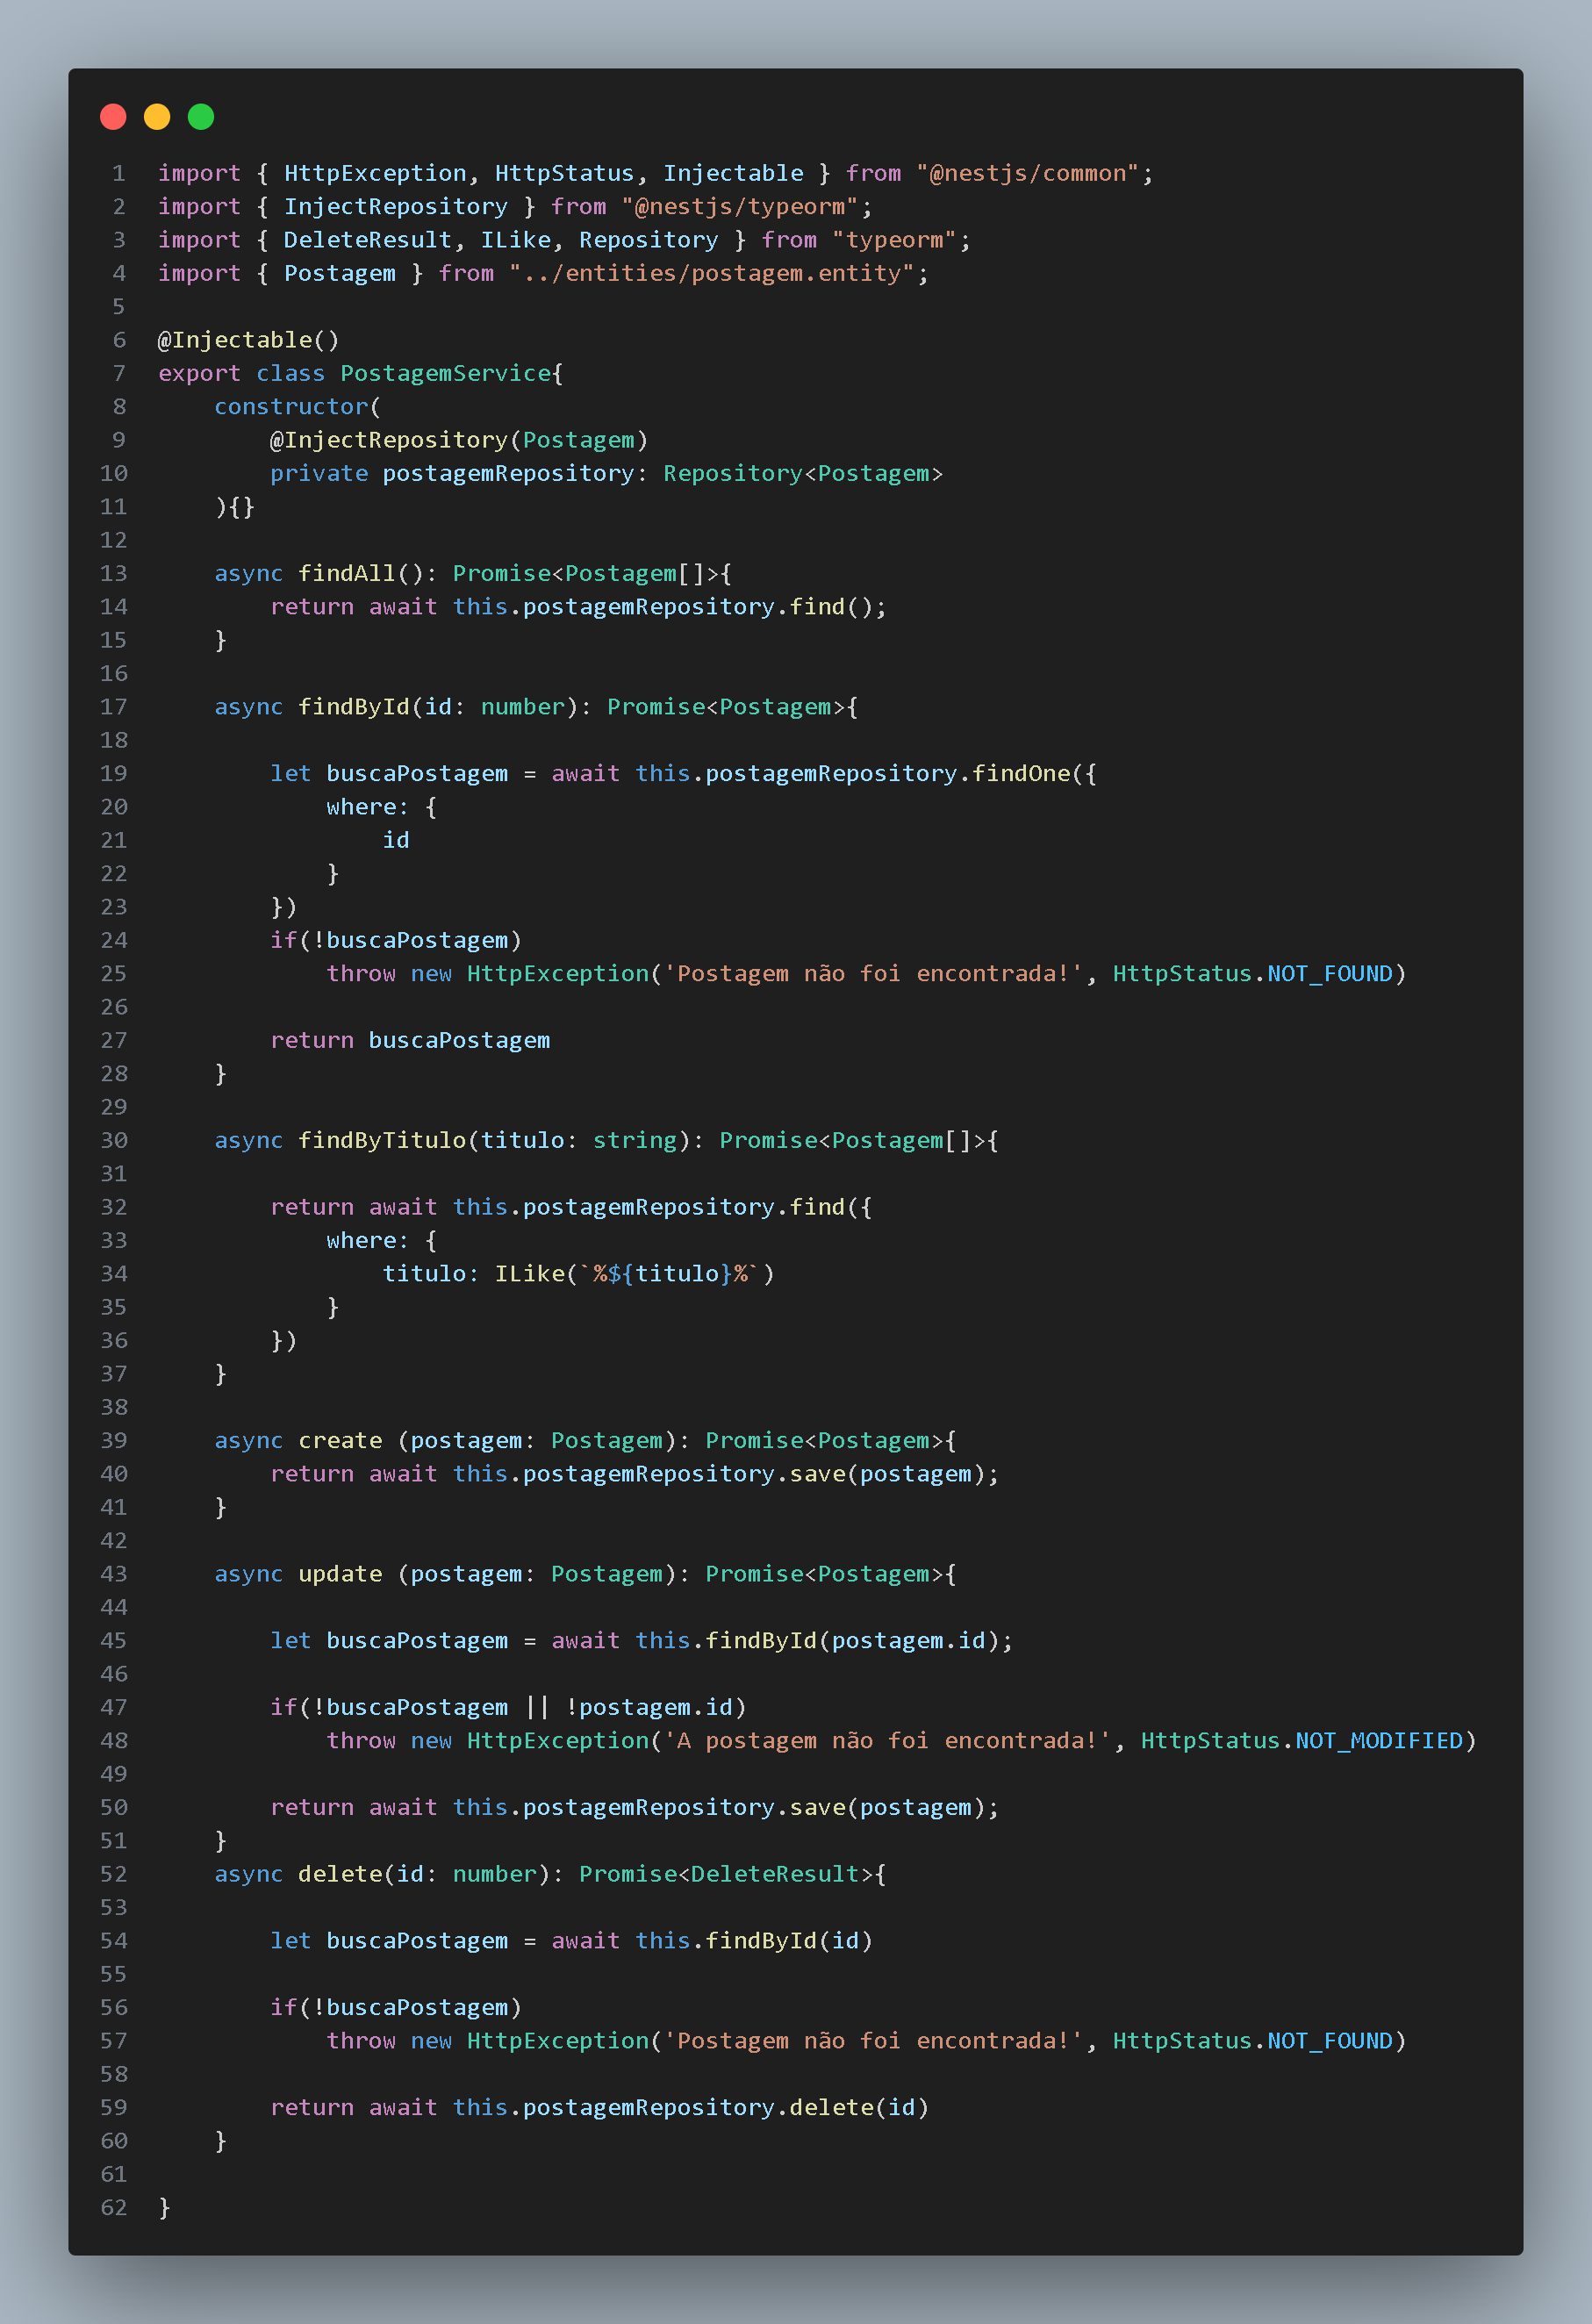 1 import { HttpException, HttpStatus, Injectable } from "@nestjs/common";
2 import { InjectRepository } from "@nestjs/typeorm";
3 import { DeleteResult, ILike, Repository } from "typeorm";
4 import { Postagem } from "../entities/postagem.entity";
5
6 @Injectable()
7 export class PostagemService{
8     constructor(
9         @InjectRepository(Postagem)
10         private postagemRepository: Repository<Postagem>
11     ){}
12
13     async findAll(): Promise<Postagem[]>{
14         return await this.postagemRepository.find();
15     }
16
17     async findById(id: number): Promise<Postagem>{
18
19         let buscaPostagem = await this.postagemRepository.findOne({
20             where: {
21                 id
22             }
23         })
24         if(!buscaPostagem)
25             throw new HttpException('Postagem não foi encontrada!', HttpStatus.NOT_FOUND)
26
27         return buscaPostagem
28     }
29
30     async findByTitulo(titulo: string): Promise<Postagem[]>{
31
32         return await this.postagemRepository.find({
33             where: {
34                 titulo: ILike(`%${titulo}%`)
35             }
36         })
37     }
38
39     async create (postagem: Postagem): Promise<Postagem>{
40         return await this.postagemRepository.save(postagem);
41     }
42
43     async update (postagem: Postagem): Promise<Postagem>{
44
45         let buscaPostagem = await this.findById(postagem.id);
46
47         if(!buscaPostagem || !postagem.id)
48             throw new HttpException('A postagem não foi encontrada!', HttpStatus.NOT_MODIFIED)
49
50         return await this.postagemRepository.save(postagem);
51     }
52     async delete(id: number): Promise<DeleteResult>{
53
54         let buscaPostagem = await this.findById(id)
55
56         if(!buscaPostagem)
57             throw new HttpException('Postagem não foi encontrada!', HttpStatus.NOT_FOUND)
58
59         return await this.postagemRepository.delete(id)
60     }
61
62 }